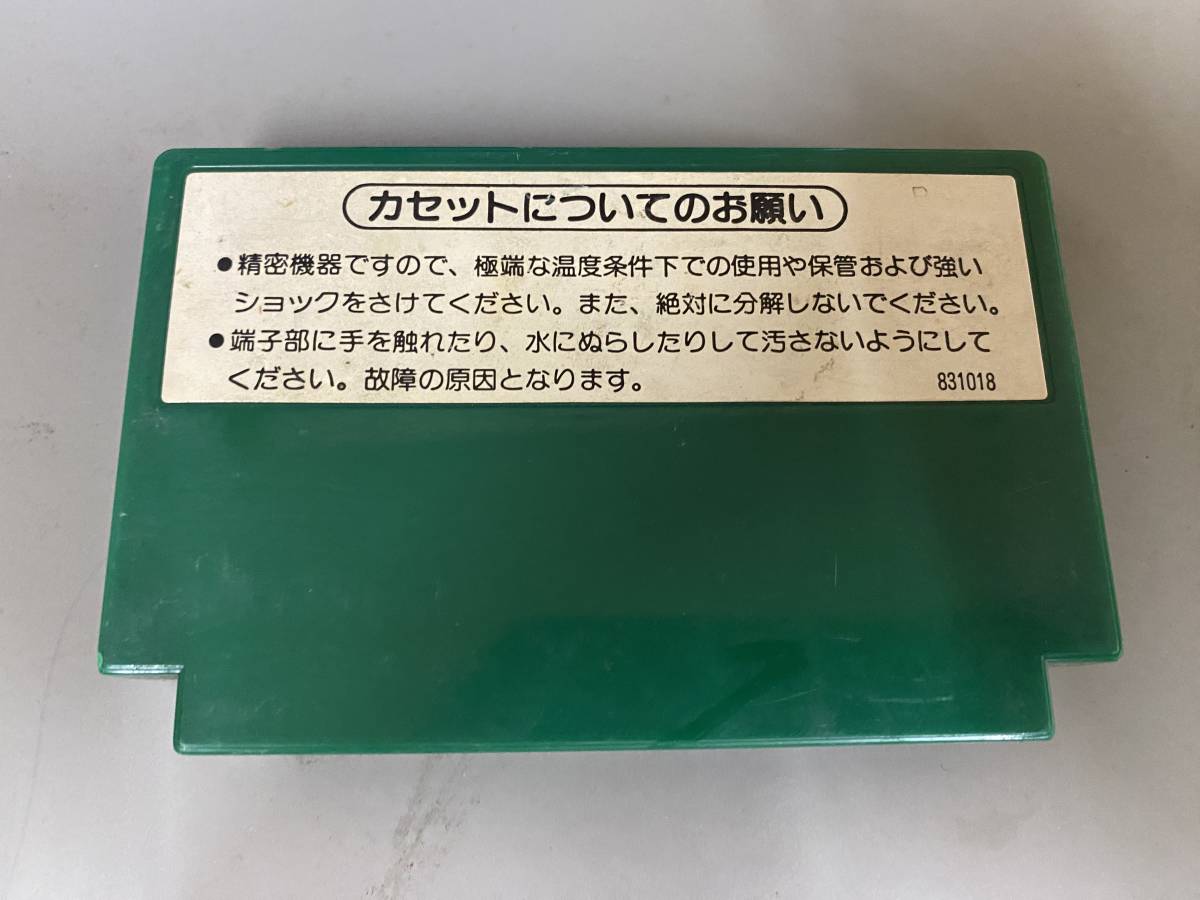 カセットについてのお願い
●精密機器ですので、極端な温度条件下での使用や保管および強い
ショックをさけてください。また、絶対に分解しないでください。
●端子部に手を触れたり、水にぬらしたりして汚さないようにして
ください。故障の原因となります。
831018